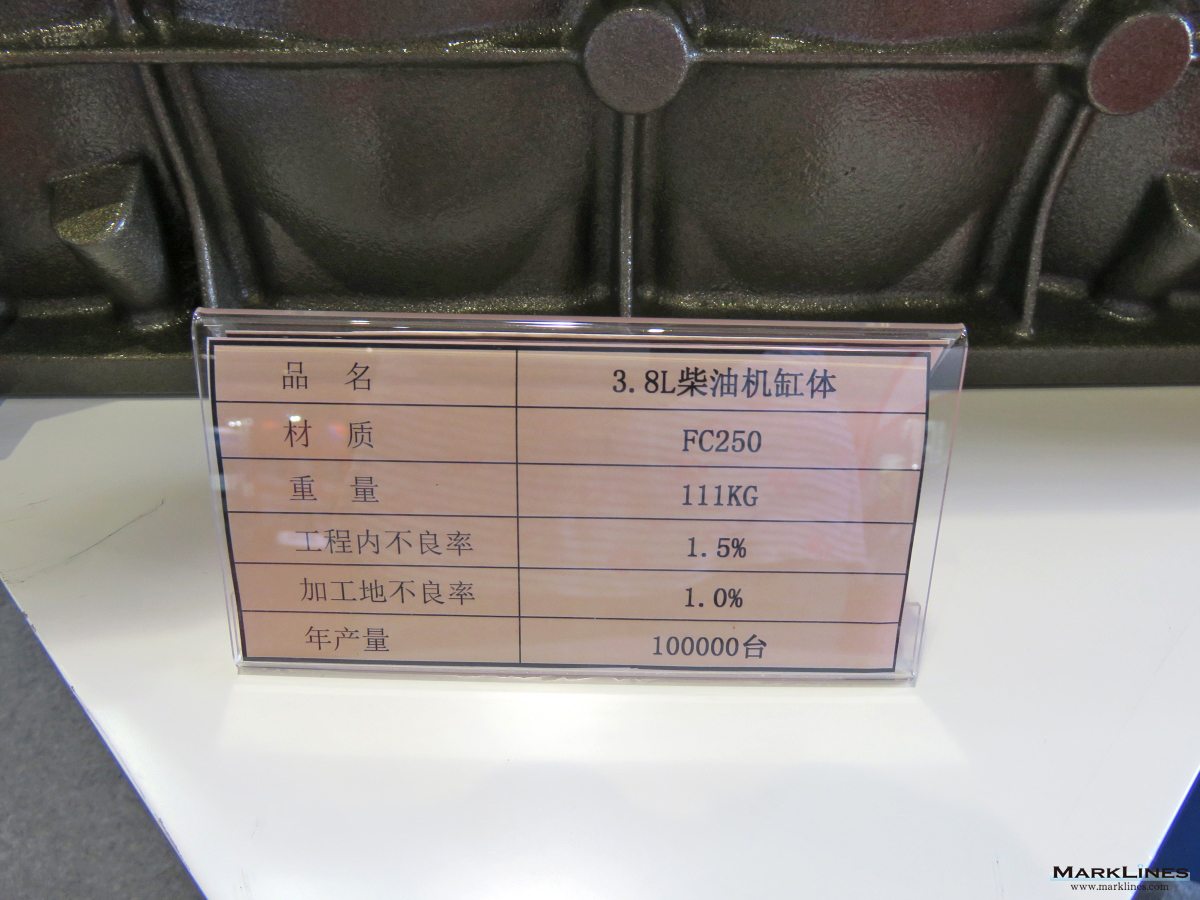 品 名 3.8L柴油机缸体
材 质 FC250
重 量 111KG
工程内不良率 1.5%
加工地不良率 1.0%
年产量 100000台
MARKLINES
www.marklines.com